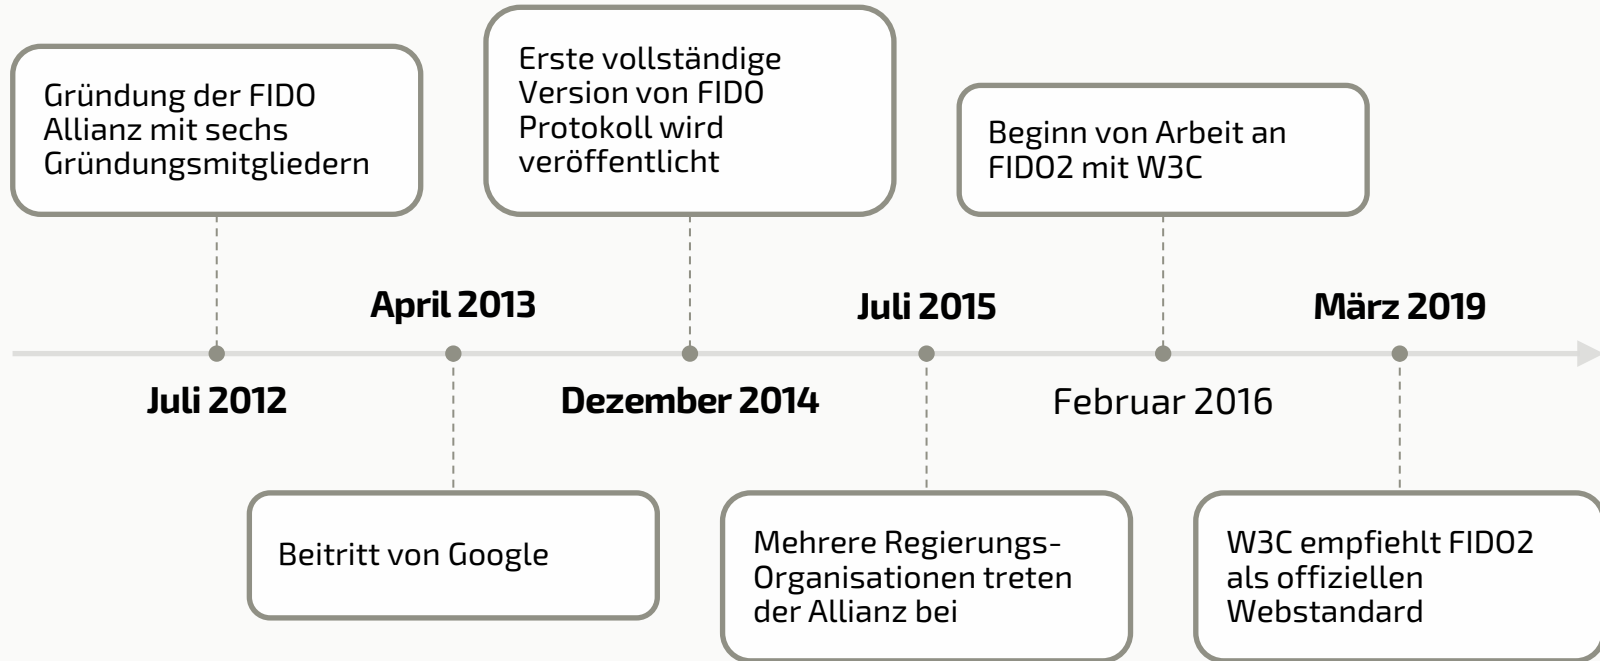 Gründung der FIDO
Allianz mit sechs
Gründungsmitgliedern
Erste vollständige
Version von FIDO
Protokoll wird
veröffentlicht
Beginn von Arbeit an
FIDO2 mit W3C
April 2013
Juli 2015
März 2019
Juli 2012
Dezember 2014
Februar 2016
Beitritt von Google
Mehrere Regierungs-
Organisationen treten
der Allianz bei
W3C empfiehlt FIDO2
als offiziellen
Webstandard